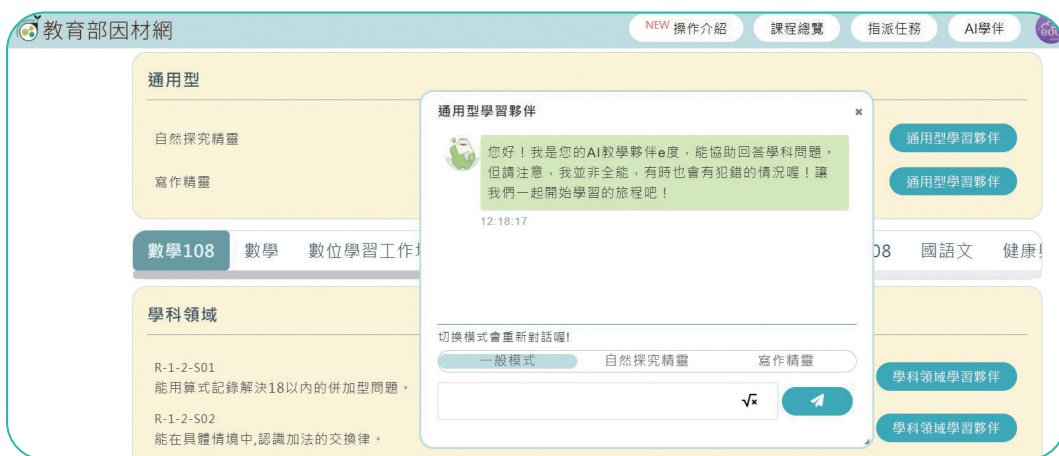 教育部因材網
NEW 操作介紹
課程總覽
指派任務
AI學伴
edu
通用型
自然探究精靈
通用型學習夥伴
寫作精靈
通用型學習夥伴
通用型學習夥伴
您好!我是您的AI教學夥伴e度,能協助回答學科問題。
但請注意,我並非全能,有時也會有犯錯的情況喔!讓
我們一起開始學習的旅程吧!
12:18:17
切換模式會重新對話喔!
一般模式
自然探究精靈
寫作精靈
數學108
數學
數位學習工作
08
國語文
健康
學科領域
R-1-2-S01
能用算式記錄解決18以內的併加型問題。
學科領域學習夥伴
R-1-2-S02
能在具體情境中,認識加法的交換律。
學科領域學習夥伴